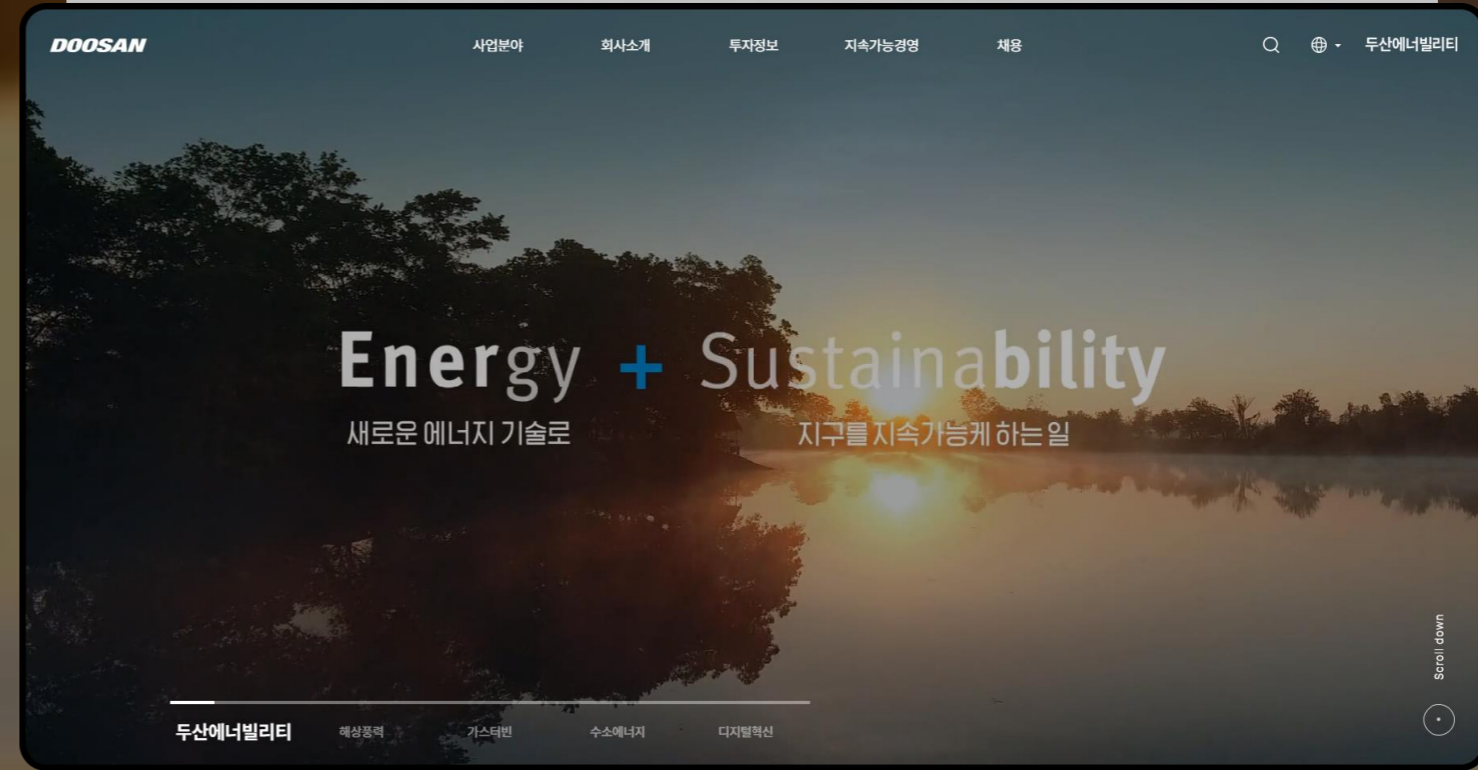 DOOSAN 사업분야 회사소개 투자정보 지속가능경영 채용 두산에너빌리티
Energy + Sustainability
새로운 에너지 기술로 지구를 지속가능케 하는 일
Scroll down
두산에너빌리티 해상풍력 가스터빈 수소에너지 디지털혁신